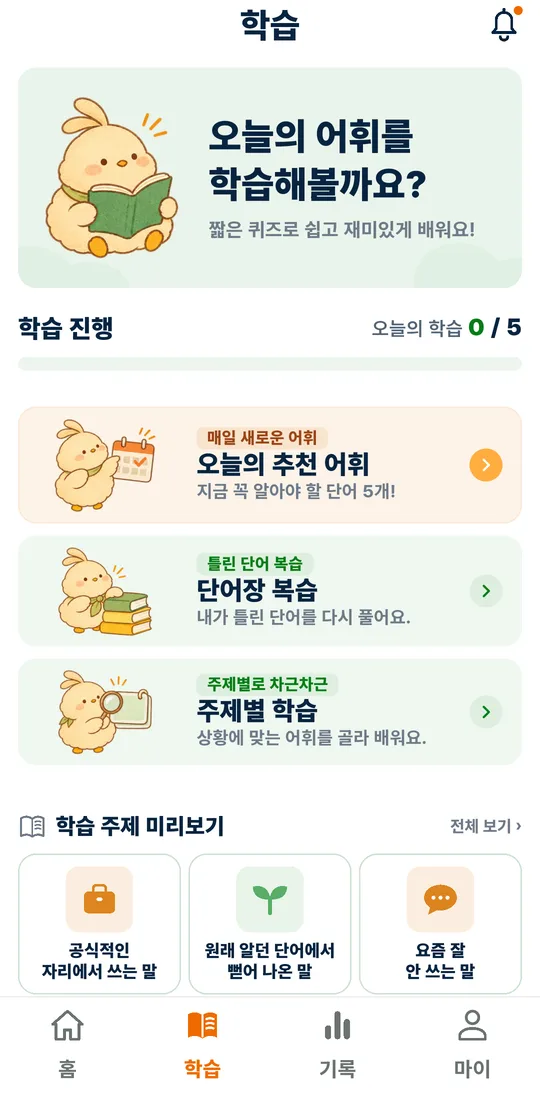 학습
오늘의 어휘를
학습해볼까요?
짧은 퀴즈로 쉽고 재미있게 배워요!
학습 진행
오늘의 학습 0 / 5
매일 새로운 어휘
오늘의 추천 어휘
지금 꼭 알아야 할 단어 5개!
틀린 단어 복습
단어장 복습
내가 틀린 단어를 다시 풀어요.
주제별로 차근차근
주제별 학습
상황에 맞는 어휘를 골라 배워요.
학습 주제 미리보기
전체 보기 ›
공식적인
자리에서 쓰는 말
원래 알던 단어에서
뻗어 나온 말
요즘 잘
안 쓰는 말
홈
학습
기록
마이